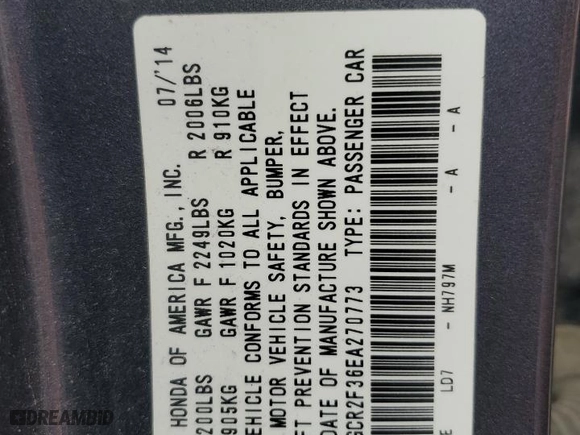 HONDA OF AMERICA MFG., INC. 07/'14
200LBS GAWR F 2249LBS R 2006LBS
905KG GAWR F 1020KG R 910KG
EHICLE CONFORMS TO ALL APPLICABLE
MOTOR VEHICLE SAFETY, BUMPER,
FT PREVENTION STANDARDS IN EFFECT
DATE OF MANUFACTURE SHOWN ABOVE.
GCR2F36EA270773 TYPE: PASSENGER CAR
E LD7 - NH797M - A - A
DREAMBID